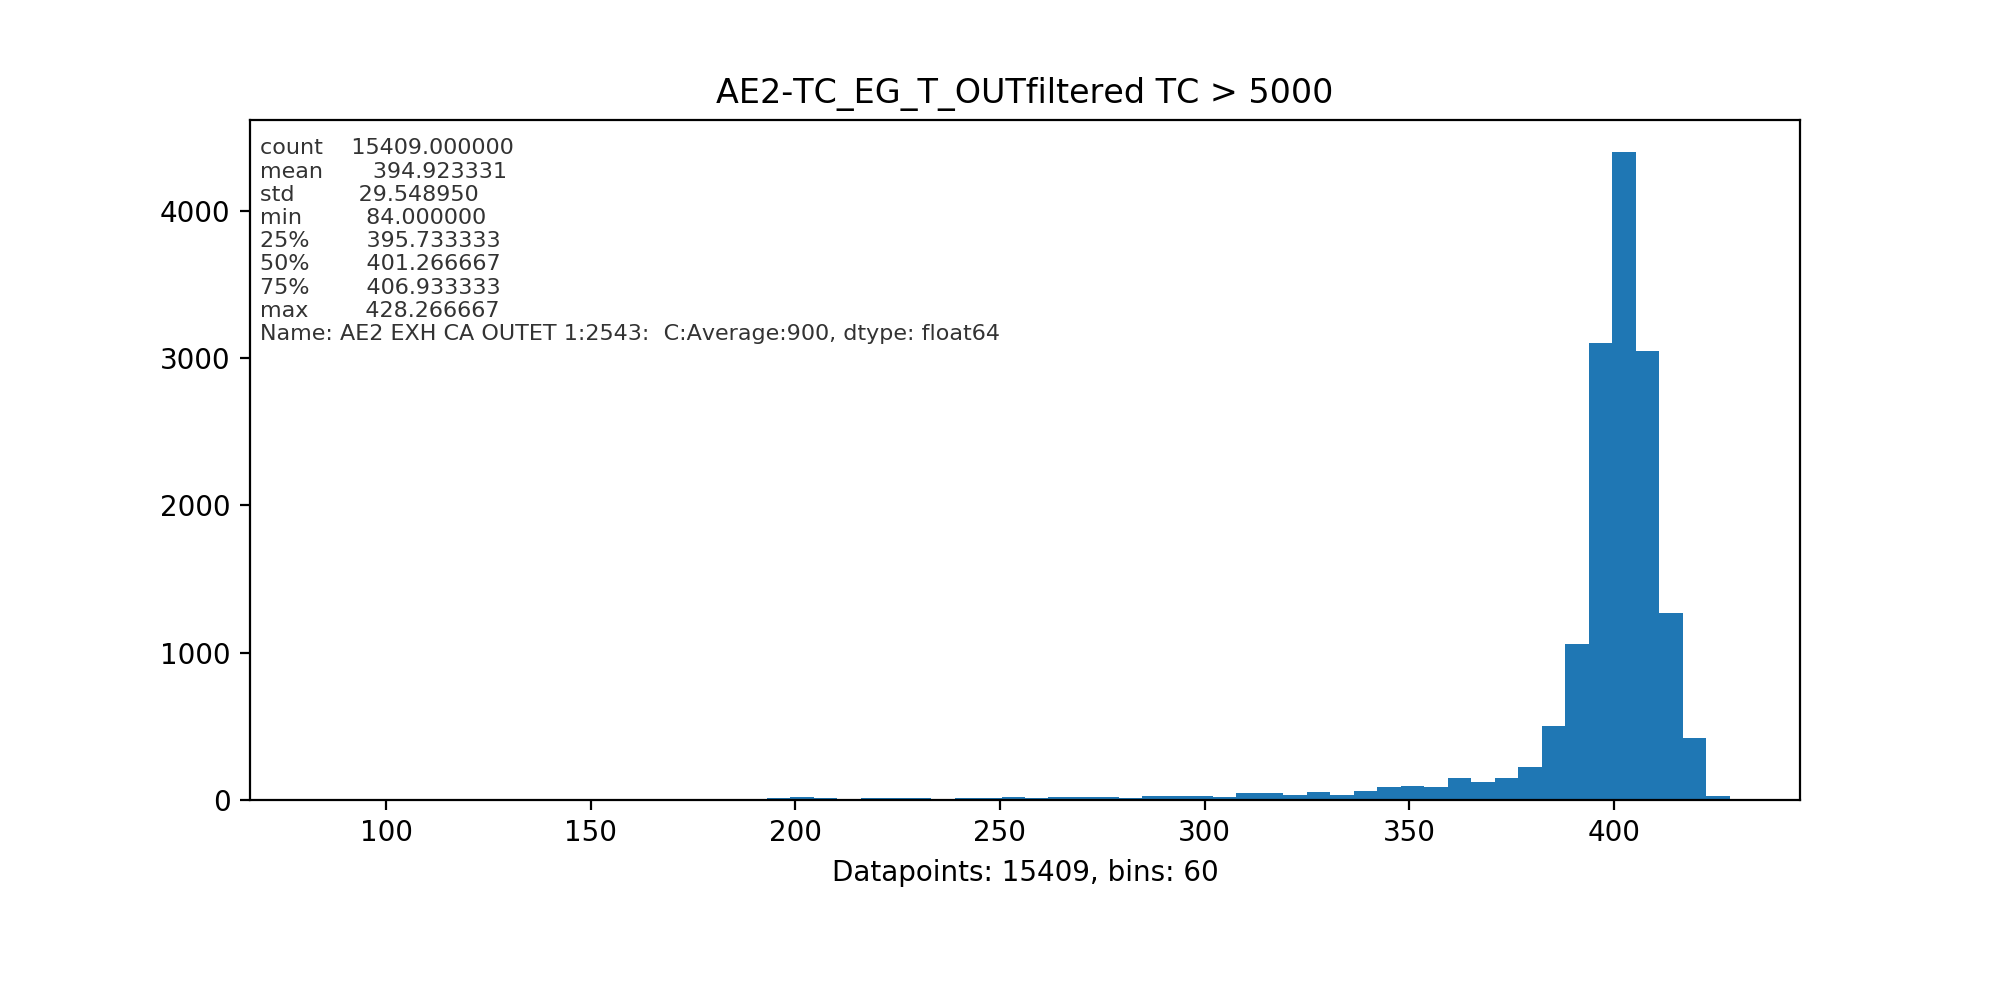 AE2-TC_EG_T_OUTfiltered TC > 5000
count 15409.000000
mean 394.923331
std 29.548950
min 84.000000
25% 395.733333
50% 401.266667
75% 406.933333
max 428.266667
Name: AE2 EXH CA OUTET 1:2543: C:Average:900, dtype: float64
4000
3000
2000
1000
0
100 150 200 250 300 350 400
Datapoints: 15409, bins: 60